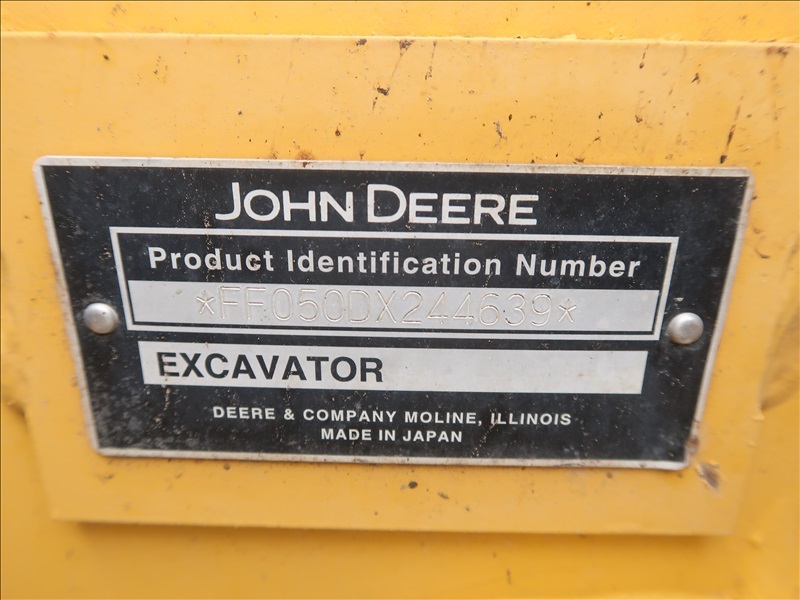 JOHN DEERE
Product Identification Number
*FF050DX244639*
EXCAVATOR
DEERE & COMPANY MOLINE, ILLINOIS
MADE IN JAPAN